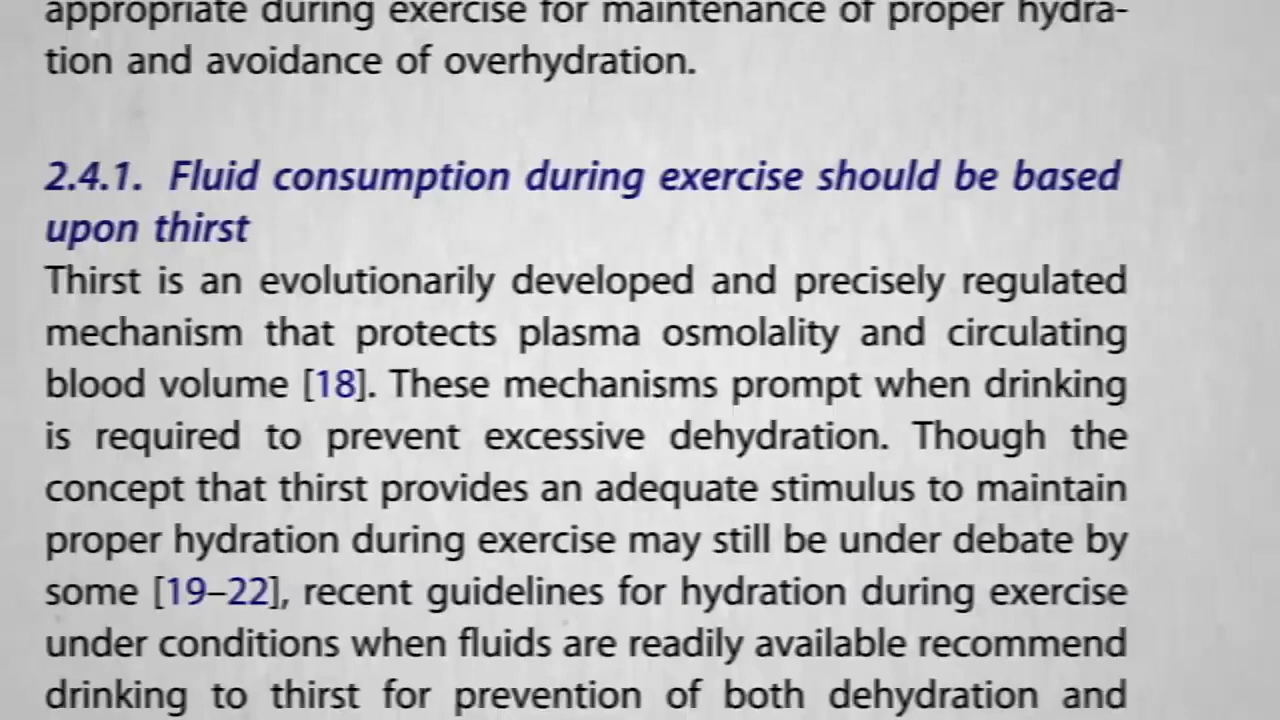 appropriate during exercise for maintenance of proper hydra-
tion and avoidance of overhydration.
2.4.1. Fluid consumption during exercise should be based
upon thirst
Thirst is an evolutionarily developed and precisely regulated
mechanism that protects plasma osmolality and circulating
blood volume [18]. These mechanisms prompt when drinking
is required to prevent excessive dehydration. Though the
concept that thirst provides an adequate stimulus to maintain
proper hydration during exercise may still be under debate by
some [19–22], recent guidelines for hydration during exercise
under conditions when fluids are readily available recommend
drinking to thirst for prevention of both dehydration and